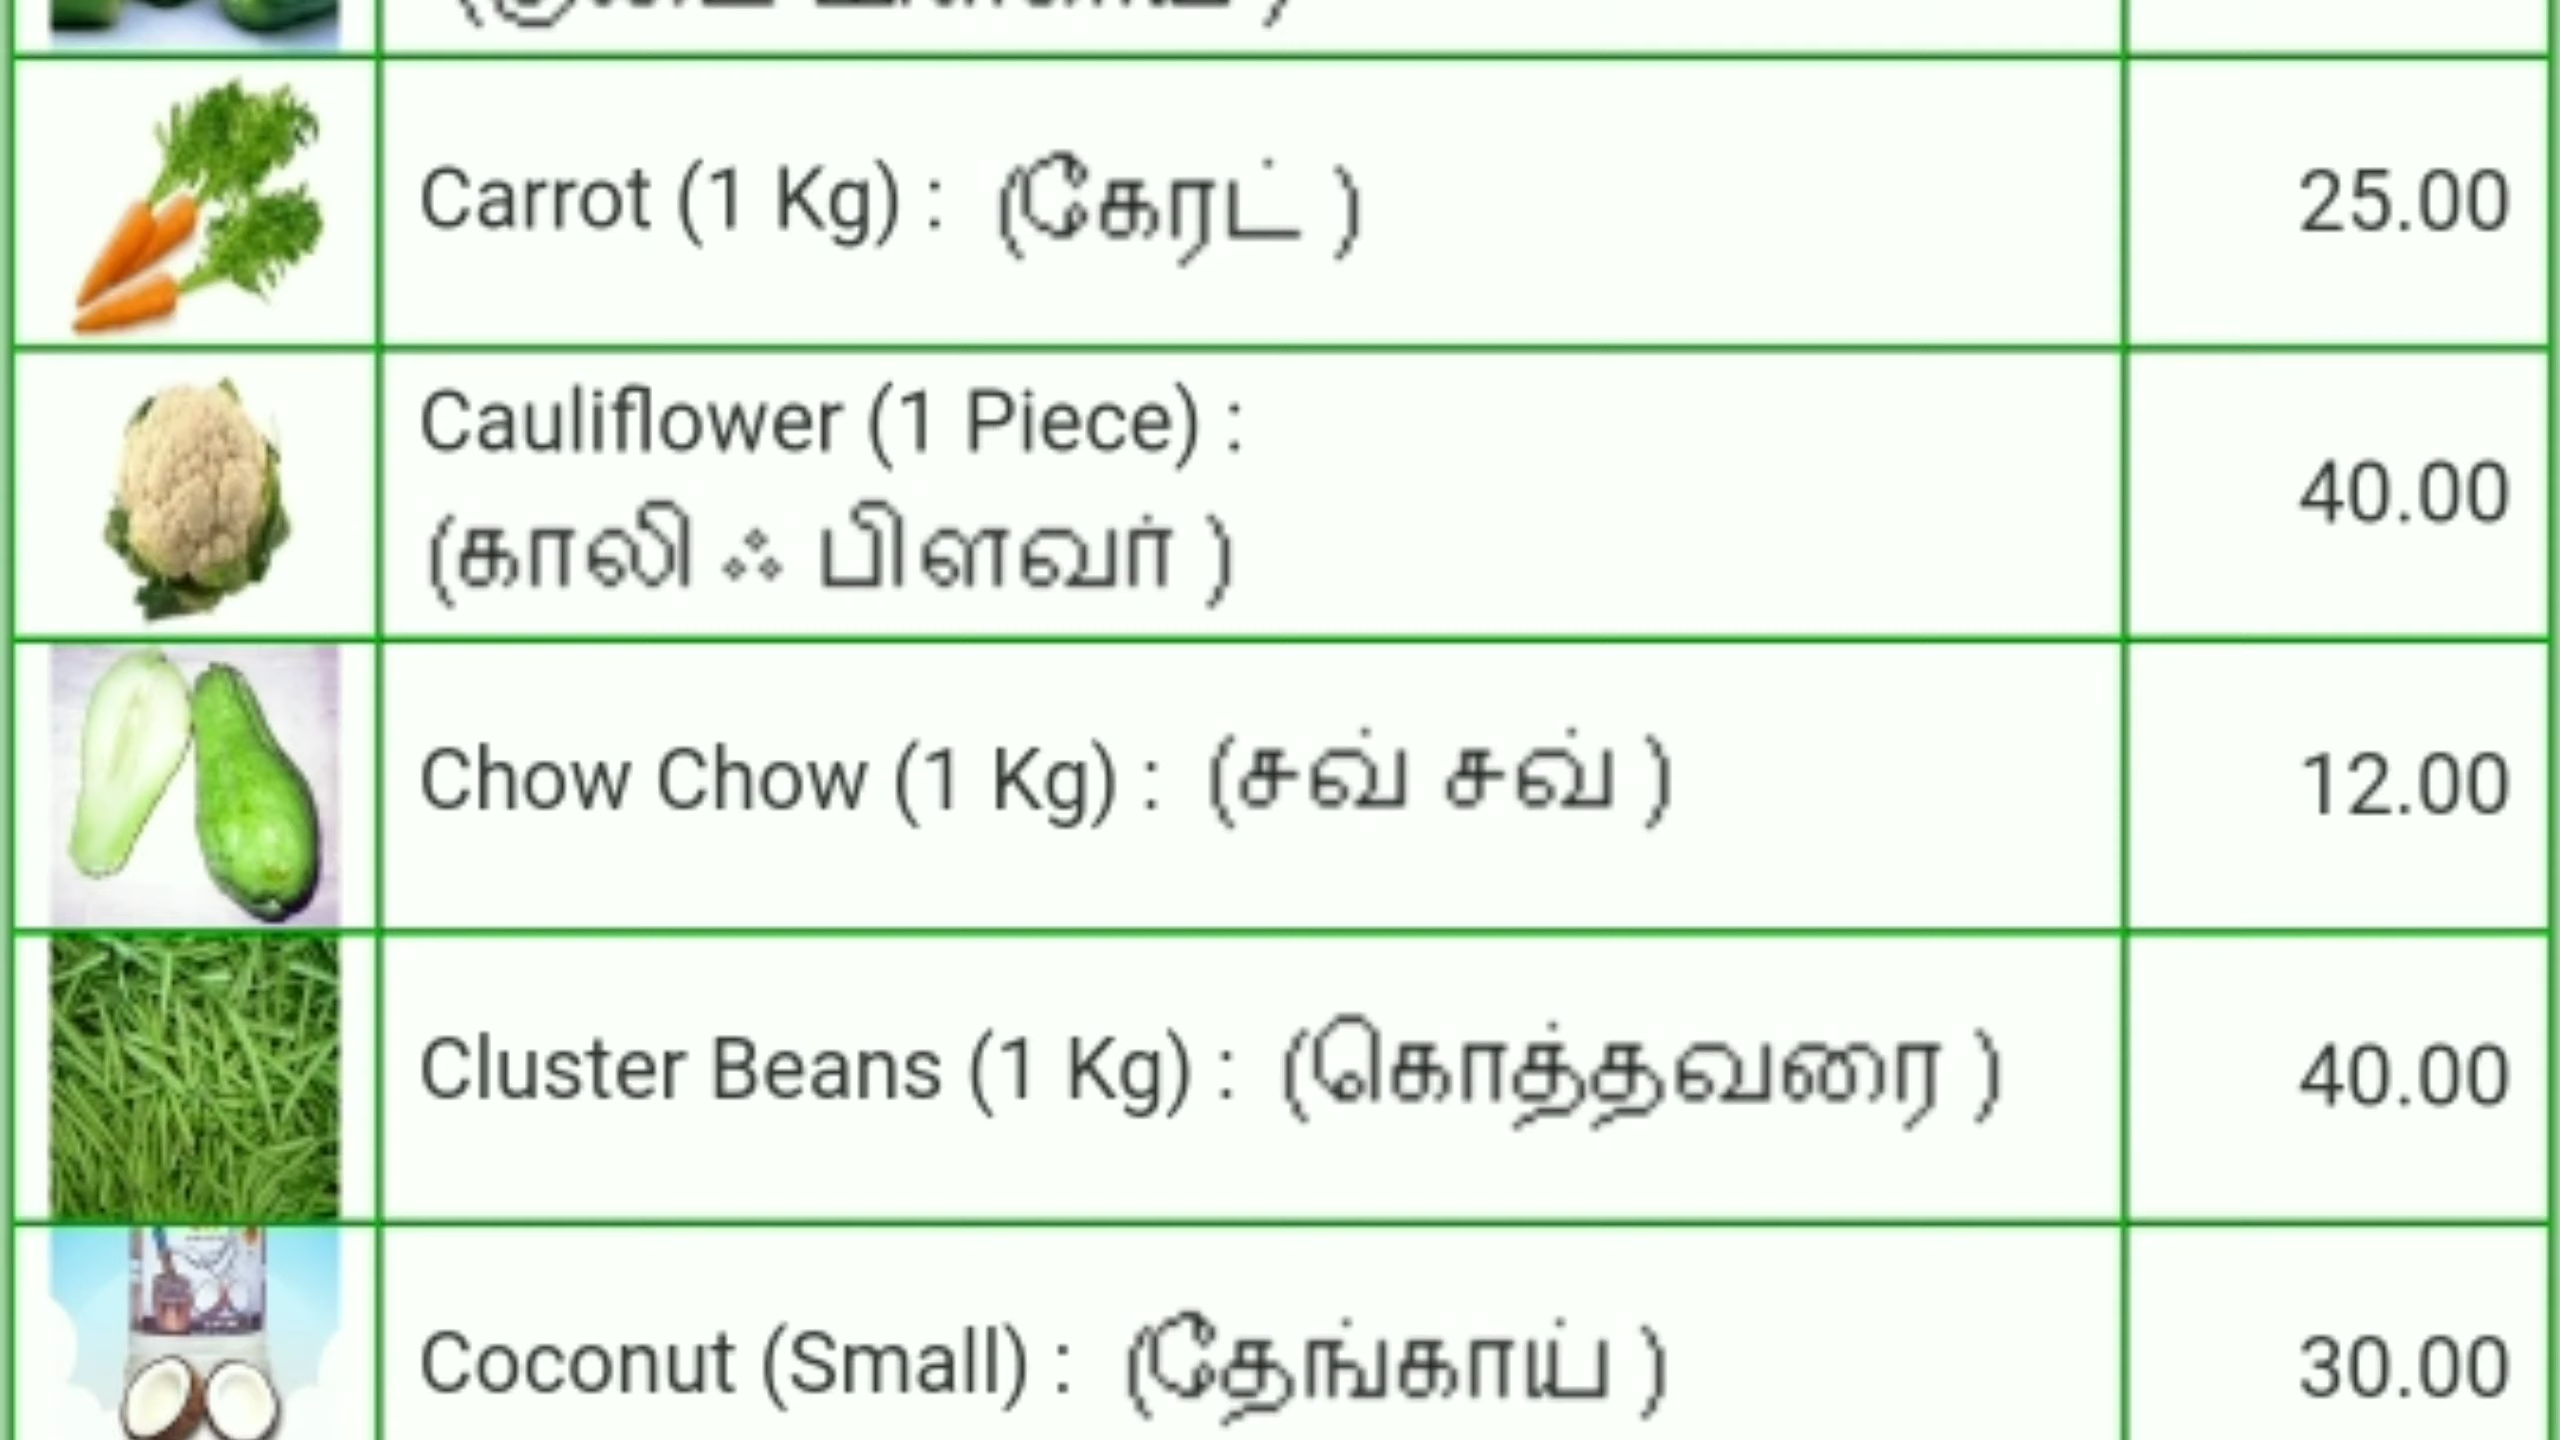 Carrot (1 Kg) : (கேரட் )
25.00
Cauliflower (1 Piece) :
(காலி ஃ பிளவர் )
40.00
Chow Chow (1 Kg) : (சவ் சவ் )
12.00
Cluster Beans (1 Kg) : (கொத்தவரை )
40.00
Coconut (Small) : (தேங்காய் )
30.00